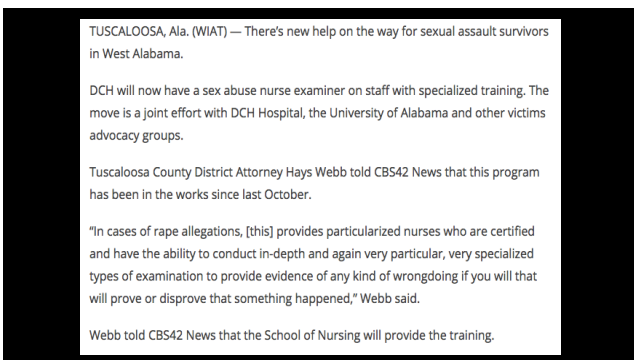 TUSCALOOSA, Ala. (WIAT) — There’s new help on the way for sexual assault survivors
in West Alabama.
DCH will now have a sex abuse nurse examiner on staff with specialized training. The
move is a joint effort with DCH Hospital, the University of Alabama and other victims
advocacy groups.
Tuscaloosa County District Attorney Hays Webb told CBS42 News that this program
has been in the works since last October.
“In cases of rape allegations, [this] provides particularized nurses who are certified
and have the ability to conduct in-depth and again very particular, very specialized
types of examination to provide evidence of any kind of wrongdoing if you will that
will prove or disprove that something happened,” Webb said.
Webb told CBS42 News that the School of Nursing will provide the training.